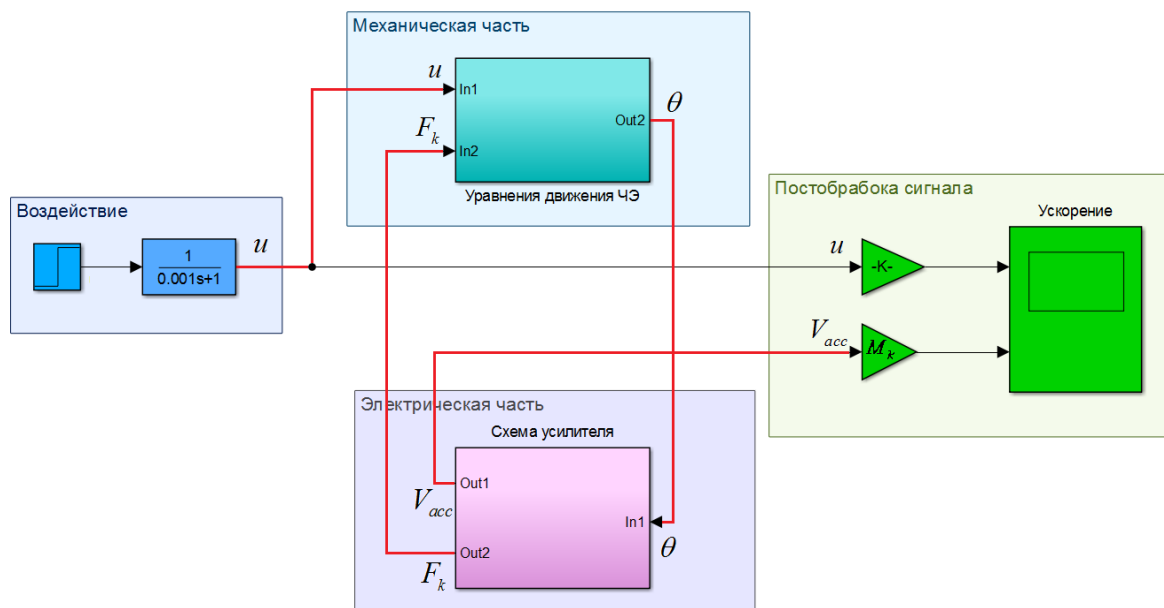 Механическая часть
u
In1
F_k
In2
Out2
θ
Уравнения движения ЧЭ
Воздействие
1
0.001s+1
u
Постобрабока сигнала
Ускорение
u
-K-
V_acc
M_k
Электрическая часть
Схема усилителя
Out1
V_acc
Out2
F_k
In1
θ